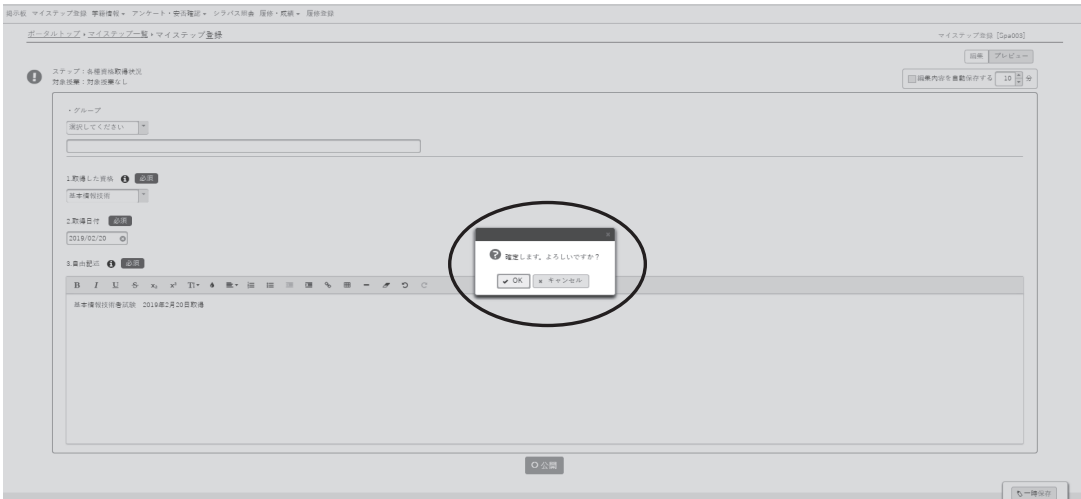 掲示板 マイステップ登録 学籍情報 アンケート・安否確認 シラバス照会 履修・成績 履修登録
ポータルトップ マイステップ一覧 マイステップ登録
マイステップ登録 [Spa003]
編集 プレビュー
ステップ：各種資格取得状況
対象授業：対象授業なし
編集内容を自動保存する 10 分
・グループ
選択してください
1.取得した資格 必須
基本情報技術
2.取得日付 必須
2019/02/20
3.自由記述 必須
確定します。よろしいですか？
OK キャンセル
基本情報技術者試験 2019年2月20日取得
公開
一時保存